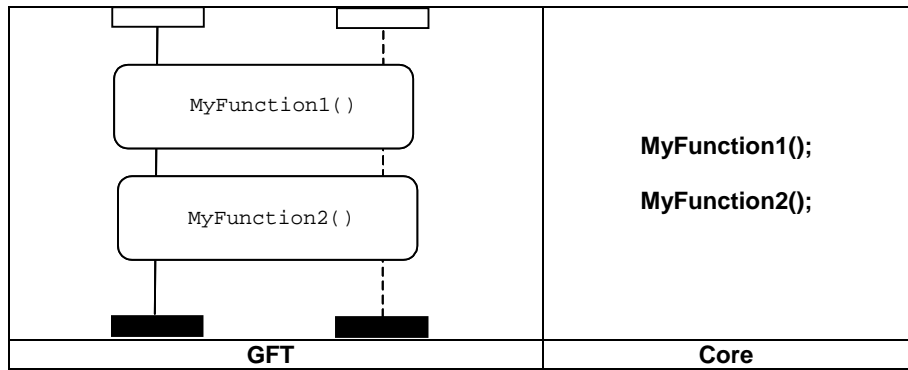 MyFunction1()
MyFunction2()
MyFunction1();
MyFunction2();
GFT
Core